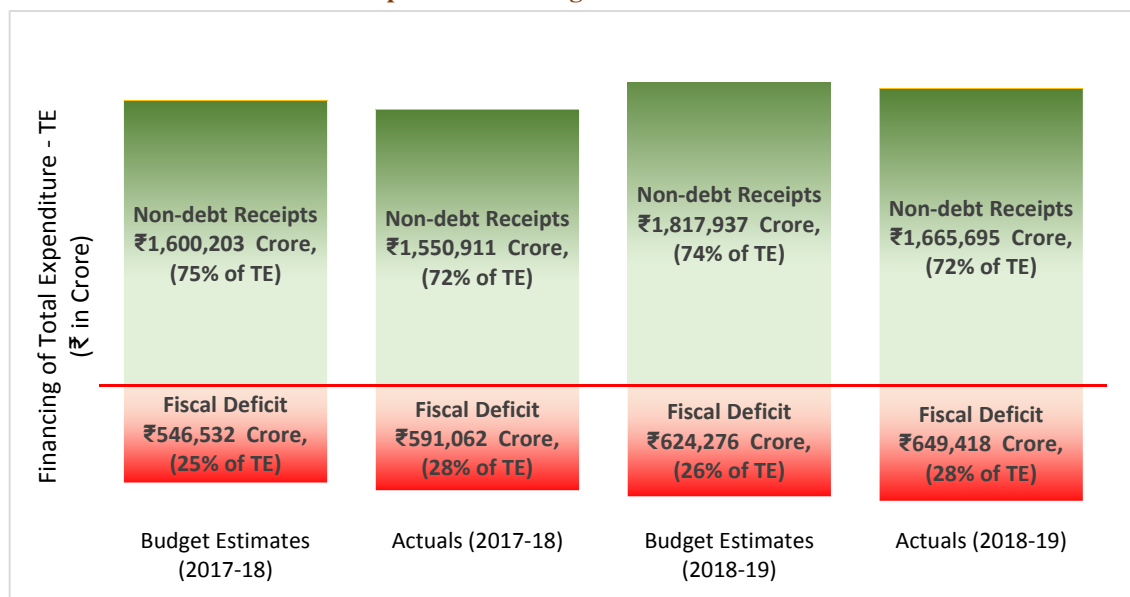 Financing of Total Expenditure - TE
(₹ in Crore)
Non-debt Receipts
₹1,600,203 Crore,
(75% of TE)
Non-debt Receipts
₹1,550,911 Crore,
(72% of TE)
Non-debt Receipts
₹1,817,937 Crore,
(74% of TE)
Non-debt Receipts
₹1,665,695 Crore,
(72% of TE)
Fiscal Deficit
₹546,532 Crore,
(25% of TE)
Fiscal Deficit
₹591,062 Crore,
(28% of TE)
Fiscal Deficit
₹624,276 Crore,
(26% of TE)
Fiscal Deficit
₹649,418 Crore,
(28% of TE)
Budget Estimates
(2017-18)
Actuals (2017-18)
Budget Estimates
(2018-19)
Actuals (2018-19)